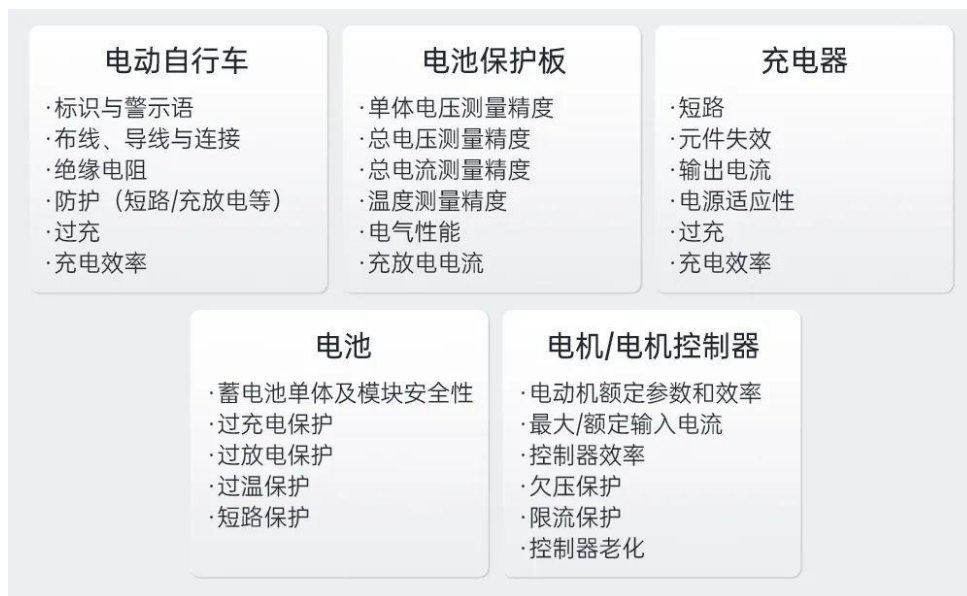 电动自行车
·标识与警示语
·布线、导线与连接
·绝缘电阻
·防护（短路/充放电等）
·过充
·充电效率
电池保护板
·单体电压测量精度
·总电压测量精度
·总电流测量精度
·温度测量精度
·电气性能
·充放电电流
充电器
·短路
·元件失效
·输出电流
·电源适应性
·过充
·充电效率
电池
·蓄电池单体及模块安全性
·过充电保护
·过放电保护
·过温保护
·短路保护
电机/电机控制器
·电动机额定参数和效率
·最大/额定输入电流
·控制器效率
·欠压保护
·限流保护
·控制器老化